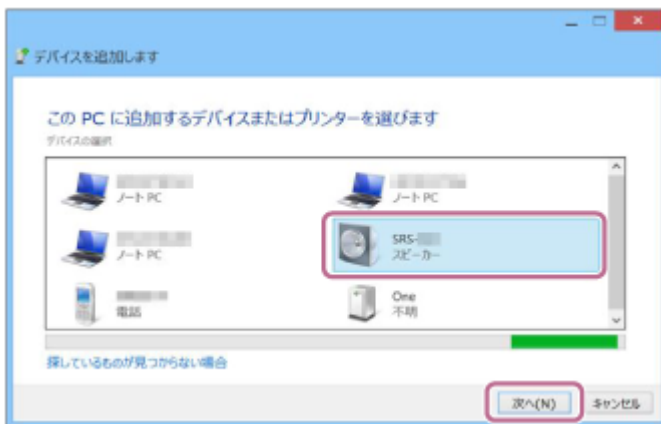 デバイスを追加します
この PC に追加するデバイスまたはプリンターを選びます
デバイスの選択
ノート PC
ノート PC
ノート PC
SRS-
スピーカー
電話
One
不明
探しているものが見つからない場合
次へ(N)
キャンセル